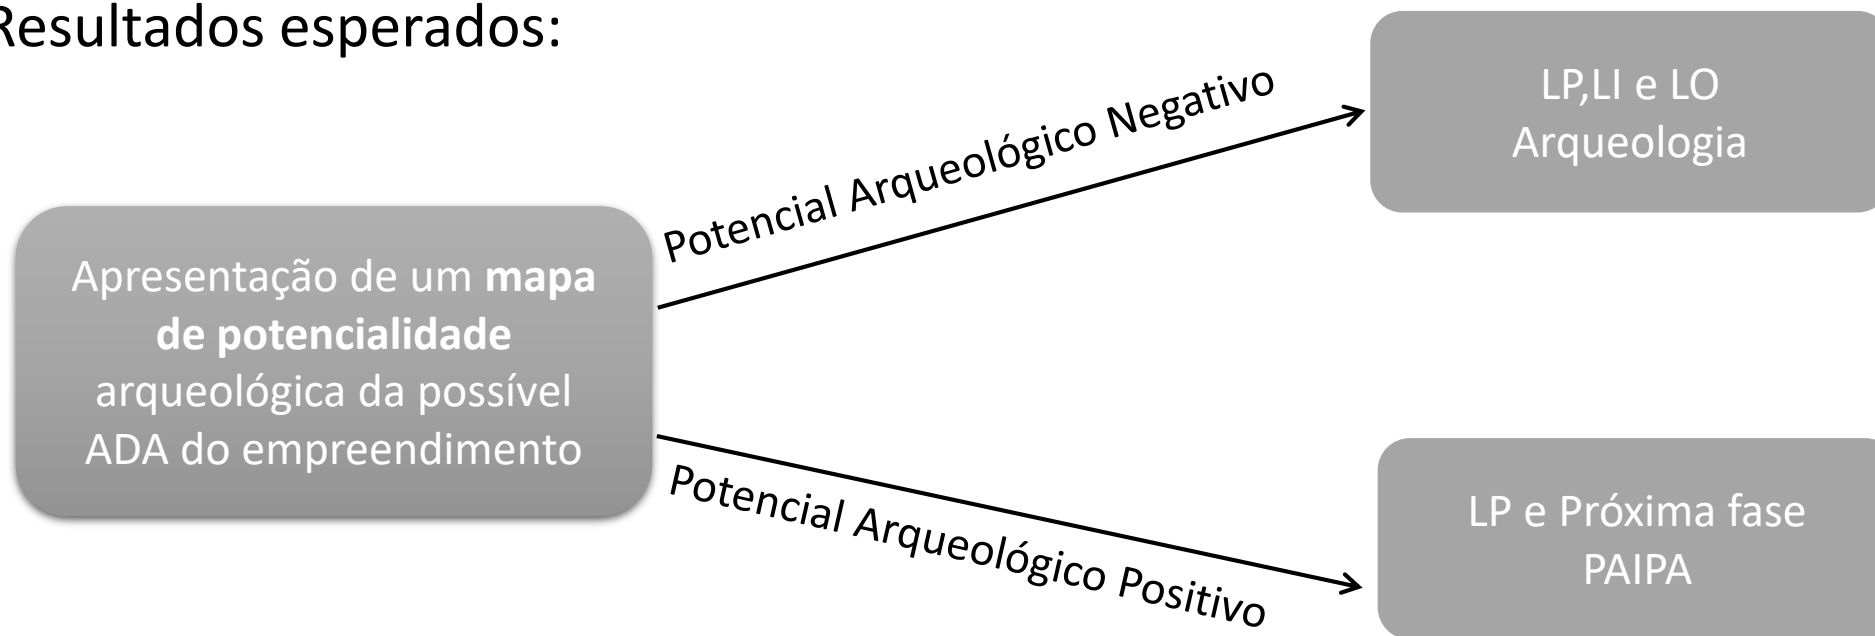 Resultados esperados:
Potencial Arqueológico Negativo
LP,LI e LO
Arqueologia
Apresentação de um mapa
de potencialidade
arqueológica da possível
ADA do empreendimento
Potencial Arqueológico Positivo
LP e Próxima fase
PAIPA